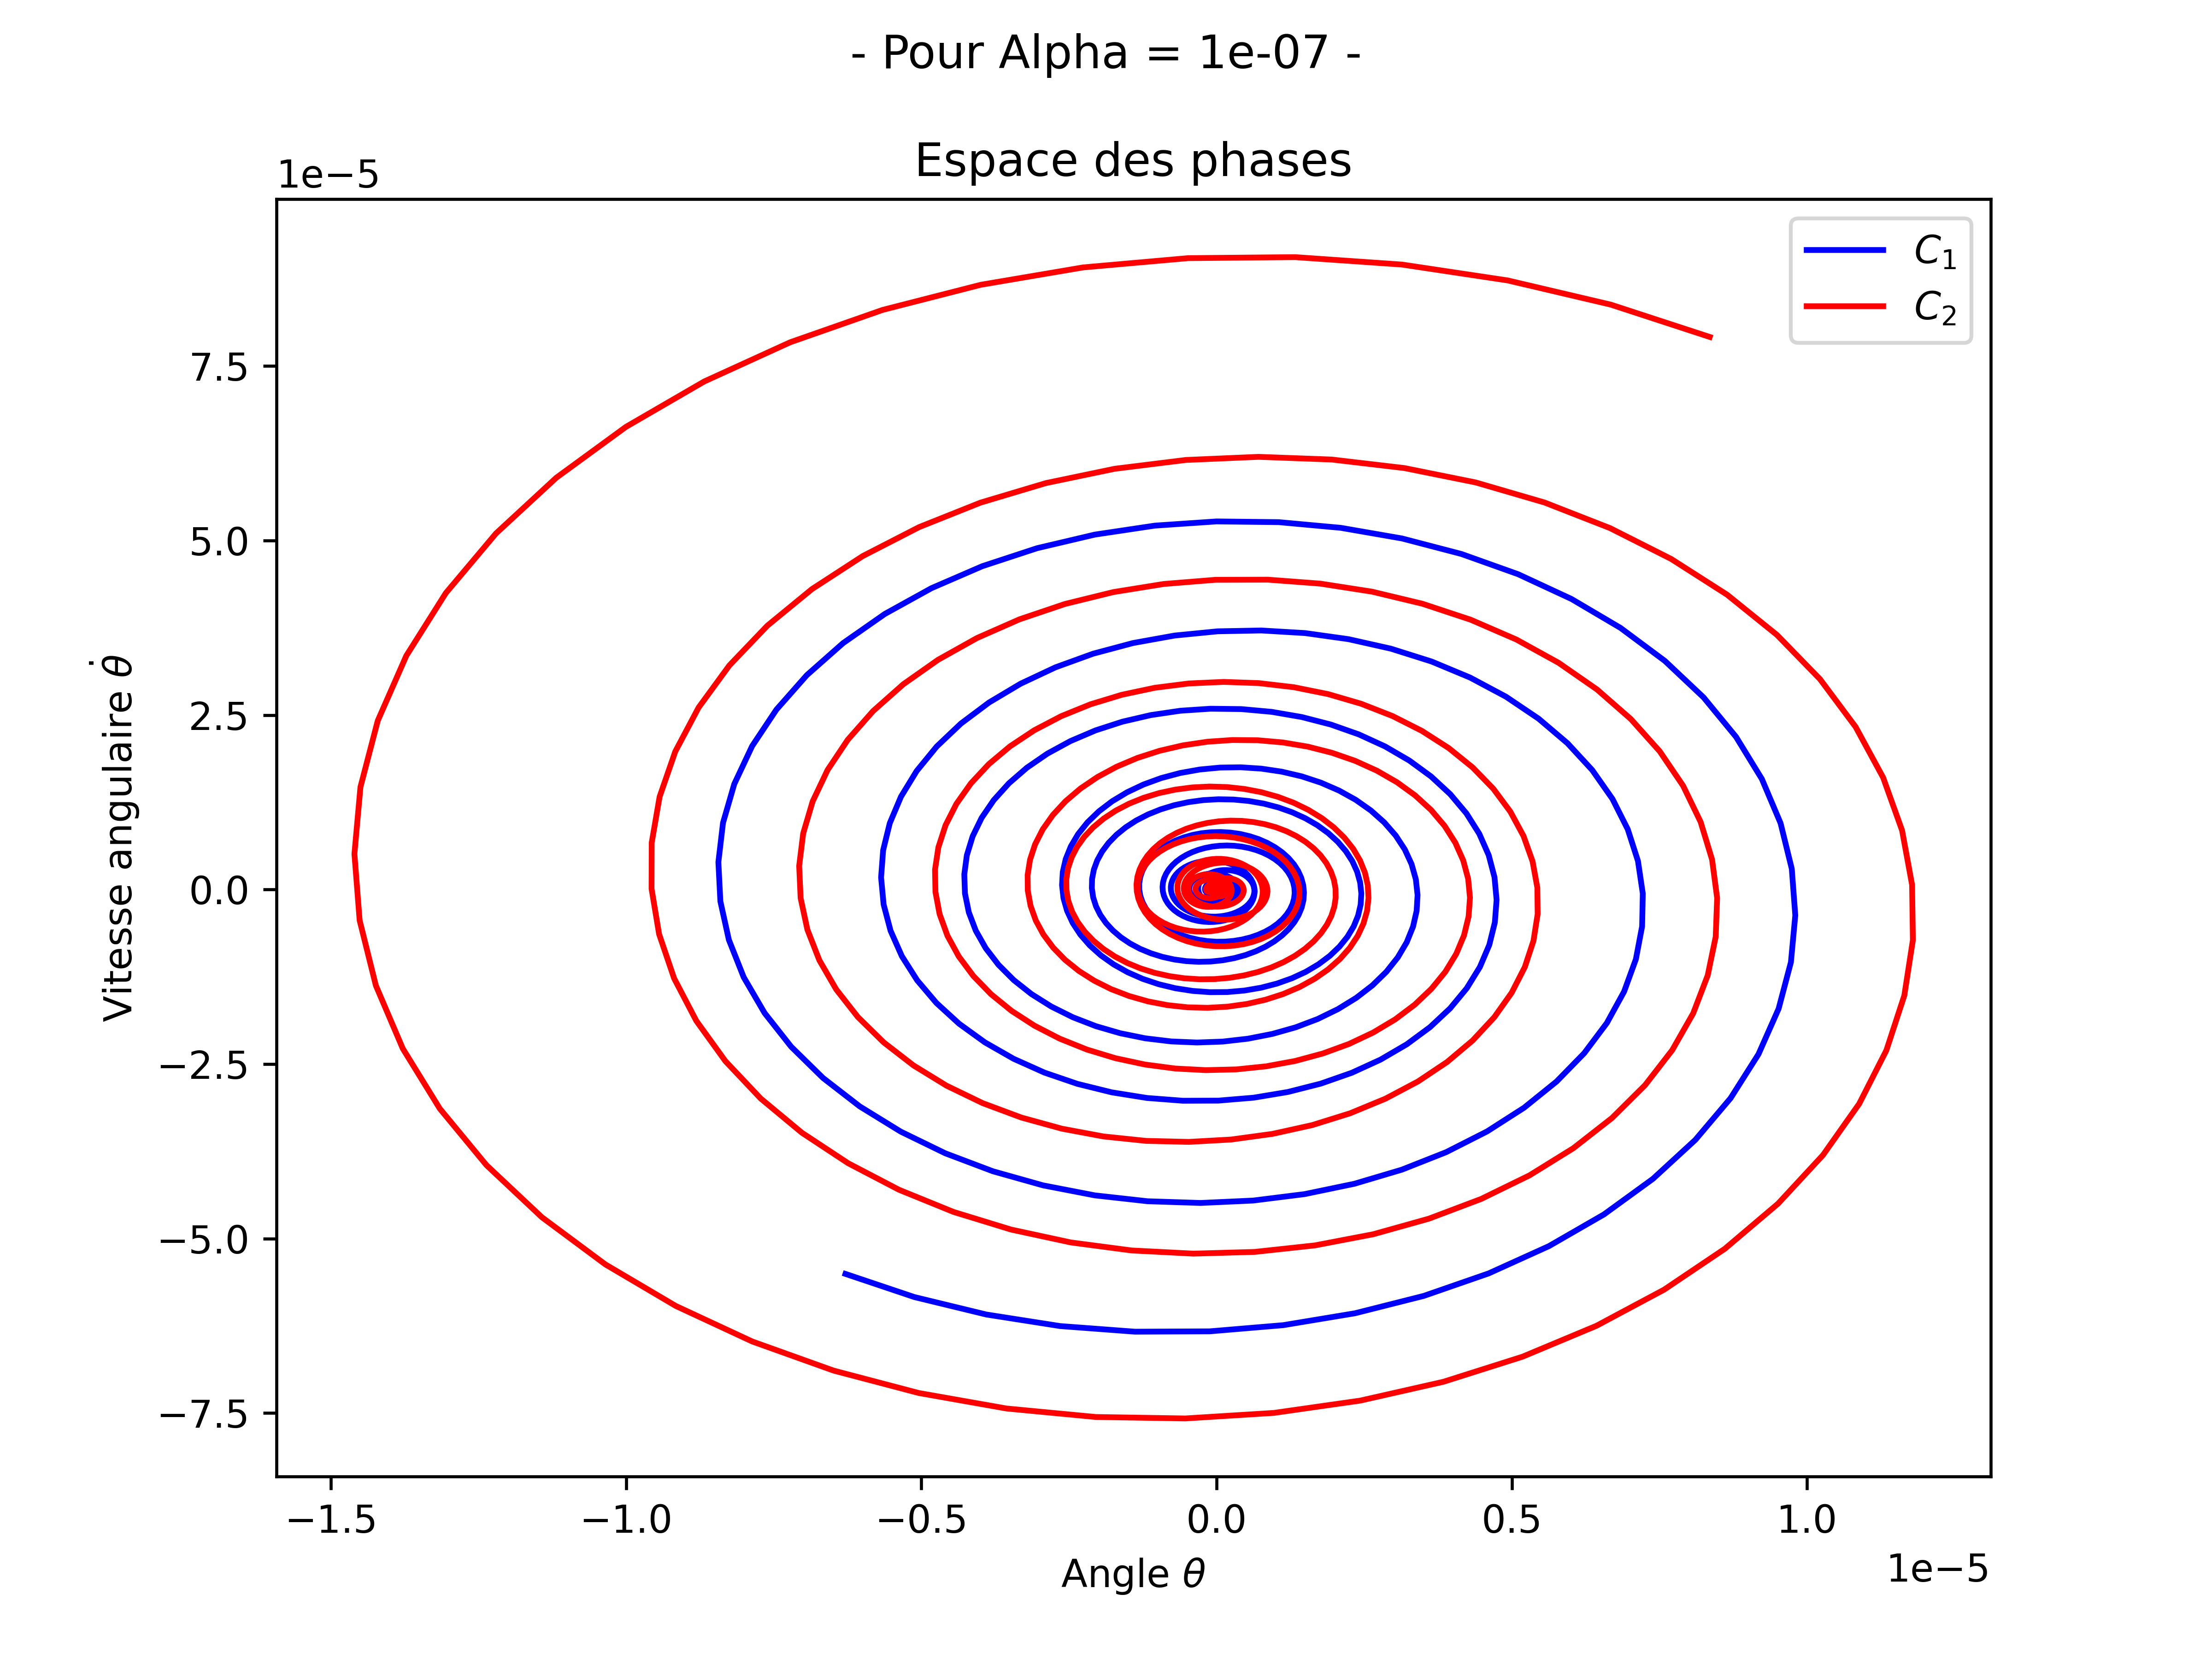 - Pour Alpha = 1e-07 -
Espace des phases
1e−5
C₁
C₂
7.5
5.0
2.5
0.0
−2.5
−5.0
−7.5
Vitesse angulaire θ̇
−1.5 −1.0 −0.5 0.0 0.5 1.0
1e−5
Angle θ